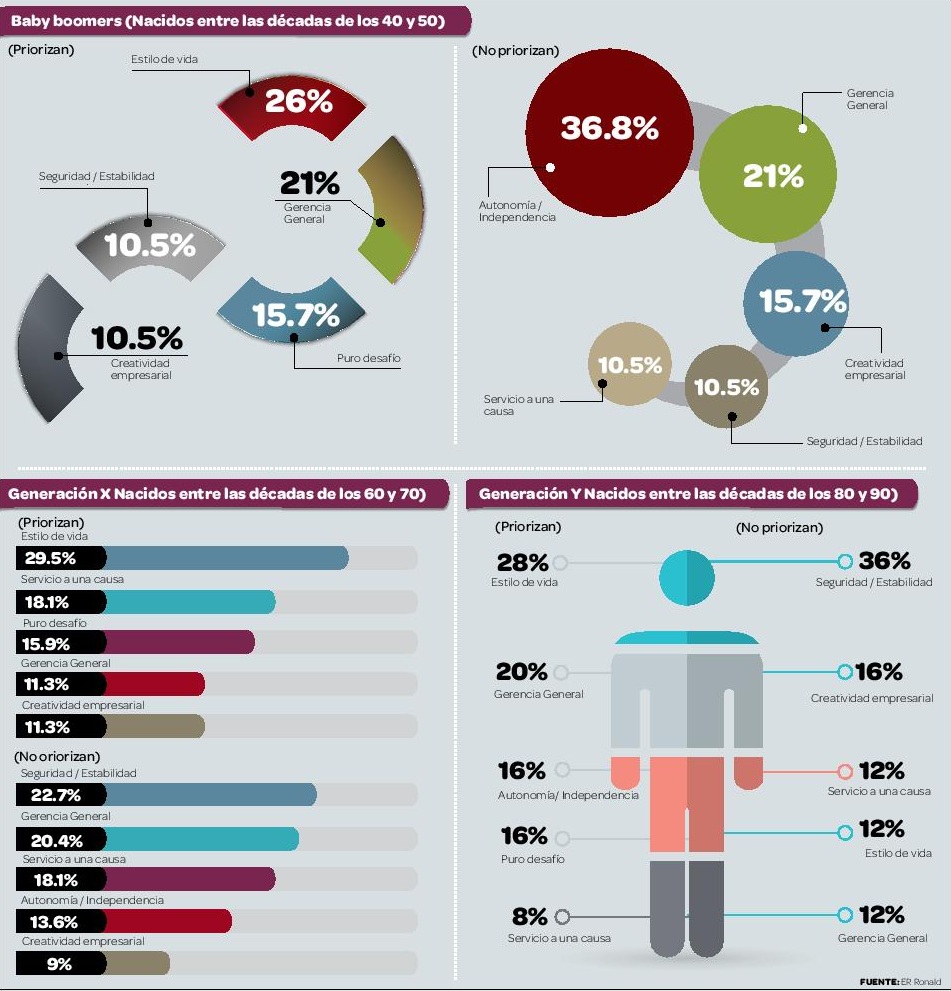 Baby boomers (Nacidos entre las décadas de los 40 y 50)
(Priorizan)
Estilo de vida
26%
Seguridad / Estabilidad
10.5%
21%
Gerencia
General
10.5%
Creatividad
empresarial
15.7%
Puro desafío
(No priorizan)
36.8%
Autonomía /
Independencia
Gerencia
General
21%
15.7%
Creatividad
empresarial
10.5%
Servicio a una
causa
10.5%
Seguridad / Estabilidad
Generación X Nacidos entre las décadas de los 60 y 70)
(Priorizan)
Estilo de vida
29.5%
Servicio a una causa
18.1%
Puro desafío
15.9%
Gerencia General
11.3%
Creatividad empresarial
11.3%
(No oriorizan)
Seguridad / Estabilidad
22.7%
Gerencia General
20.4%
Servicio a una causa
18.1%
Autonomía / Independencia
13.6%
Creatividad empresarial
9%
Generación Y Nacidos entre las décadas de los 80 y 90)
(Priorizan)
28%
Estilo de vida
20%
Gerencia General
16%
Autonomía/ Independencia
16%
Puro desafío
8%
Servicio a una causa
(No priorizan)
36%
Seguridad / Estabilidad
16%
Creatividad empresarial
12%
Servicio a una causa
12%
Estilo de vida
12%
Gerencia General
FUENTE: ER Ronald